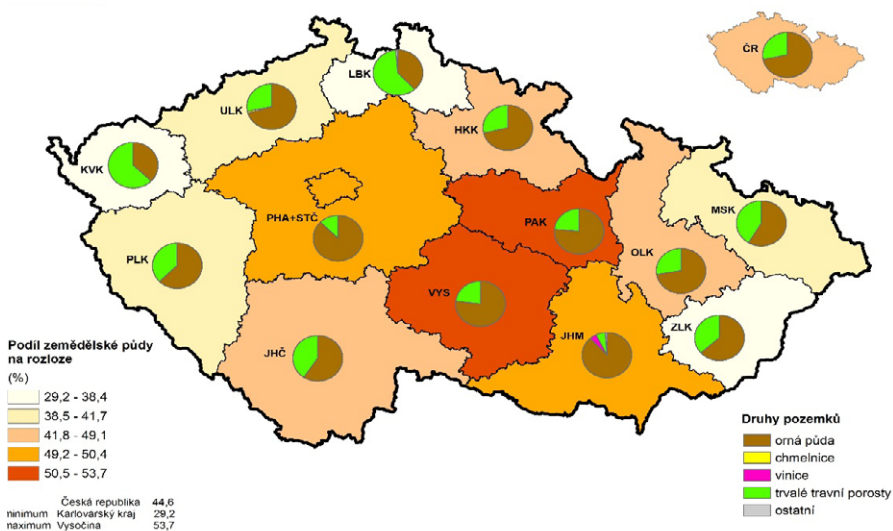 ČR
LBK
ULK
HKK
KVK
PHA+STČ
PAK
MSK
PLK
OLK
VYS
ZLK
JHČ
JHM
Podíl zemědělské půdy
na rozloze
(%)
29,2 - 38,4
38,5 - 41,7
41,8 - 49,1
49,2 - 50,4
50,5 - 53,7
Česká republika 44,6
minimum Karlovarský kraj 29,2
maximum Vysočina 53,7
Druhy pozemků
orná půda
chmelnice
vinice
trvalé travní porosty
ostatní